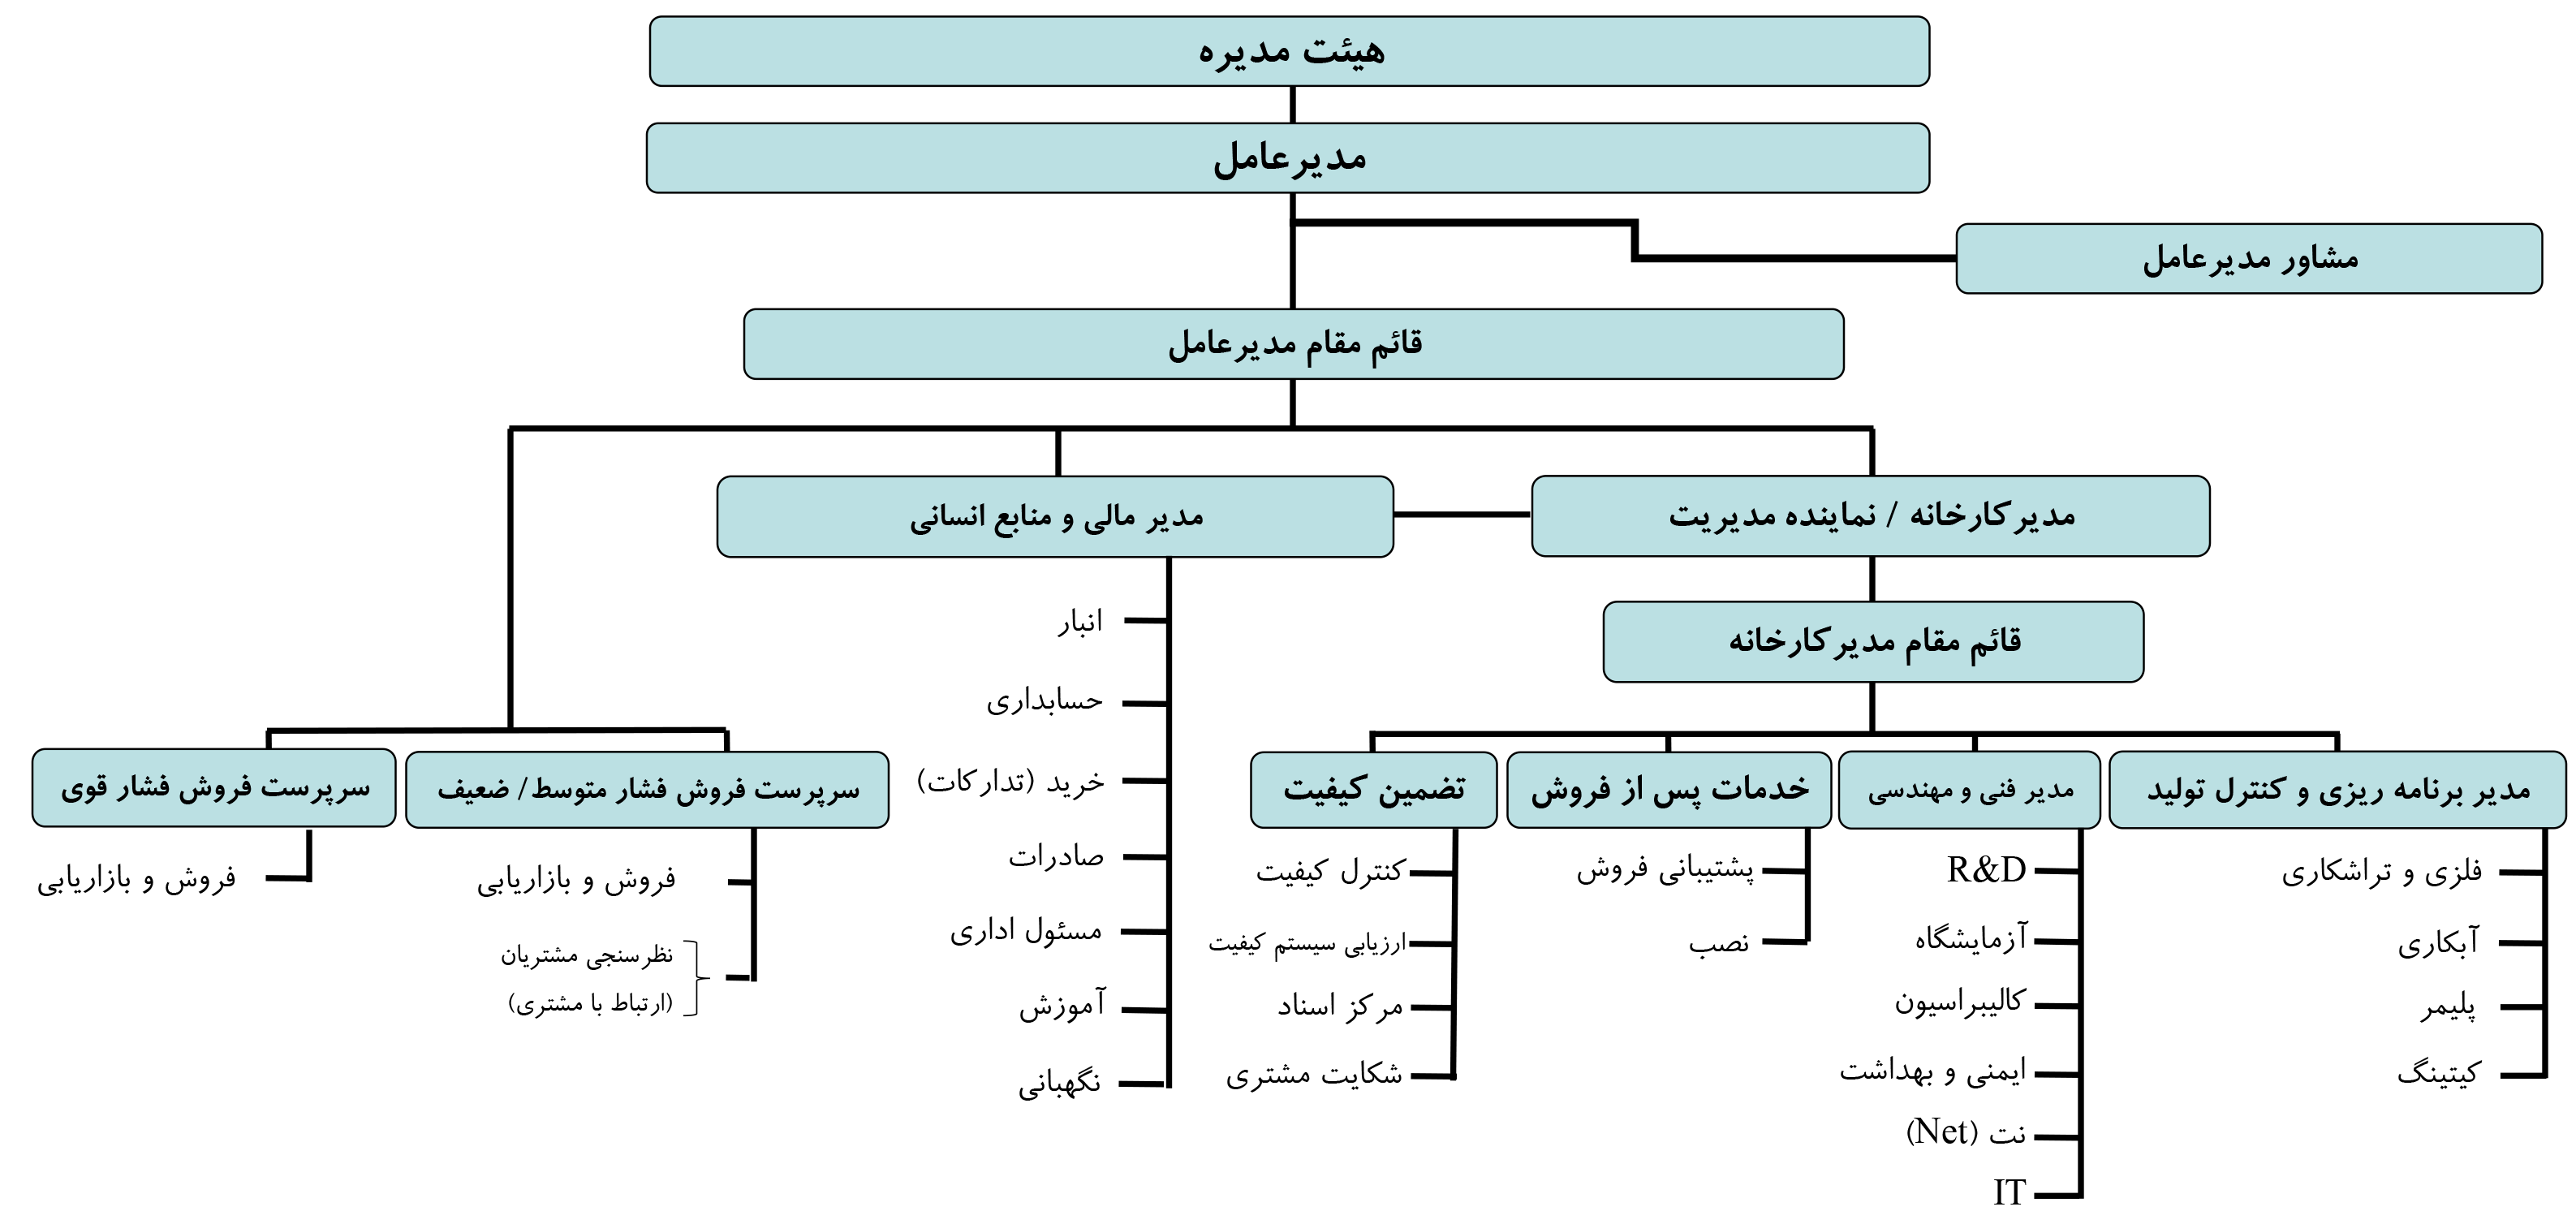 هیئت مدیره
مدیرعامل
مشاور مدیرعامل
قائم مقام مدیرعامل
مدیرکارخانه / نماینده مدیریت
مدیر مالی و منابع انسانی
قائم مقام مدیرکارخانه
مدیر برنامه ریزی و کنترل تولید
فلزی و تراشکاری
آبکاری
پلیمر
کیتینگ
مدیر فنی و مهندسی
R&D
آزمایشگاه
کالیبراسیون
ایمنی و بهداشت
نت (Net)
IT
خدمات پس از فروش
پشتیبانی فروش
نصب
تضمین کیفیت
کنترل کیفیت
ارزیابی سیستم کیفیت
مرکز اسناد
شکایت مشتری
انبار
حسابداری
خرید (تدارکات)
صادرات
مسئول اداری
آموزش
نگهبانی
سرپرست فروش فشار متوسط/ ضعیف
فروش و بازاریابی
نظرسنجی مشتریان
(ارتباط با مشتری)
سرپرست فروش فشار قوی
فروش و بازاریابی